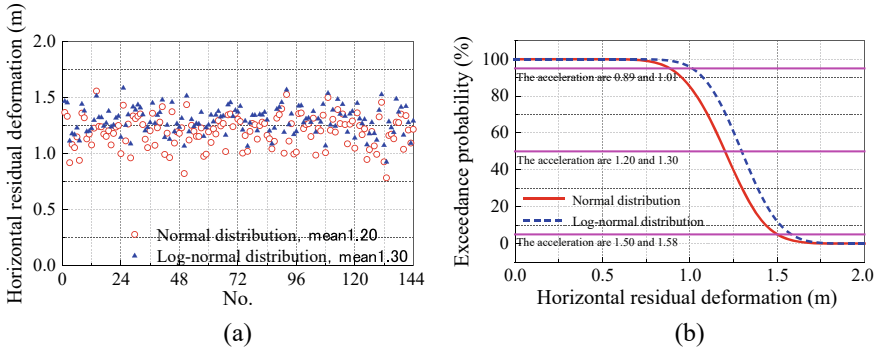 Horizontal residual deformation (m)
2.0
1.5
1.0
0.5
0.0
Normal distribution, mean1.20
Log-normal distribution, mean1.30
0 24 48 72 96 120 144
No.
(a)
Exceedance probability (%)
100
80
60
40
20
0
The acceleration are 0.89 and 1.01
The acceleration are 1.20 and 1.30
Normal distribution
Log-normal distribution
The acceleration are 1.50 and 1.58
0.0 0.5 1.0 1.5 2.0
Horizontal residual deformation (m)
(b)